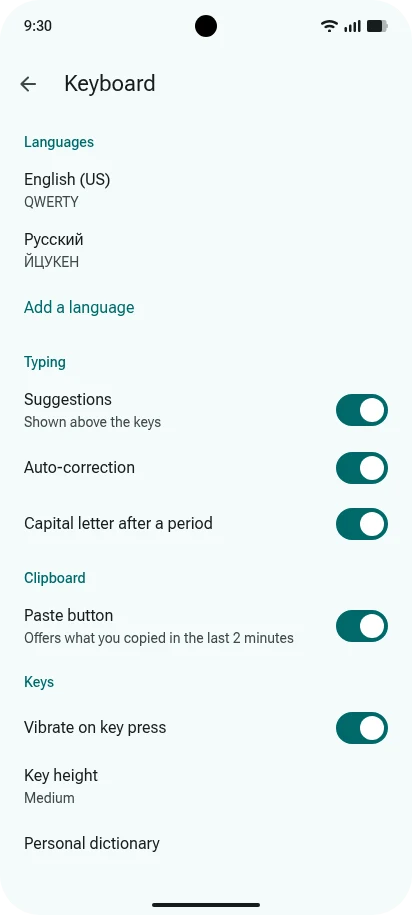 9:30
Keyboard
Languages
English (US)
QWERTY
Русский
ЙЦУКЕН
Add a language
Typing
Suggestions
Shown above the keys
Auto-correction
Capital letter after a period
Clipboard
Paste button
Offers what you copied in the last 2 minutes
Keys
Vibrate on key press
Key height
Medium
Personal dictionary